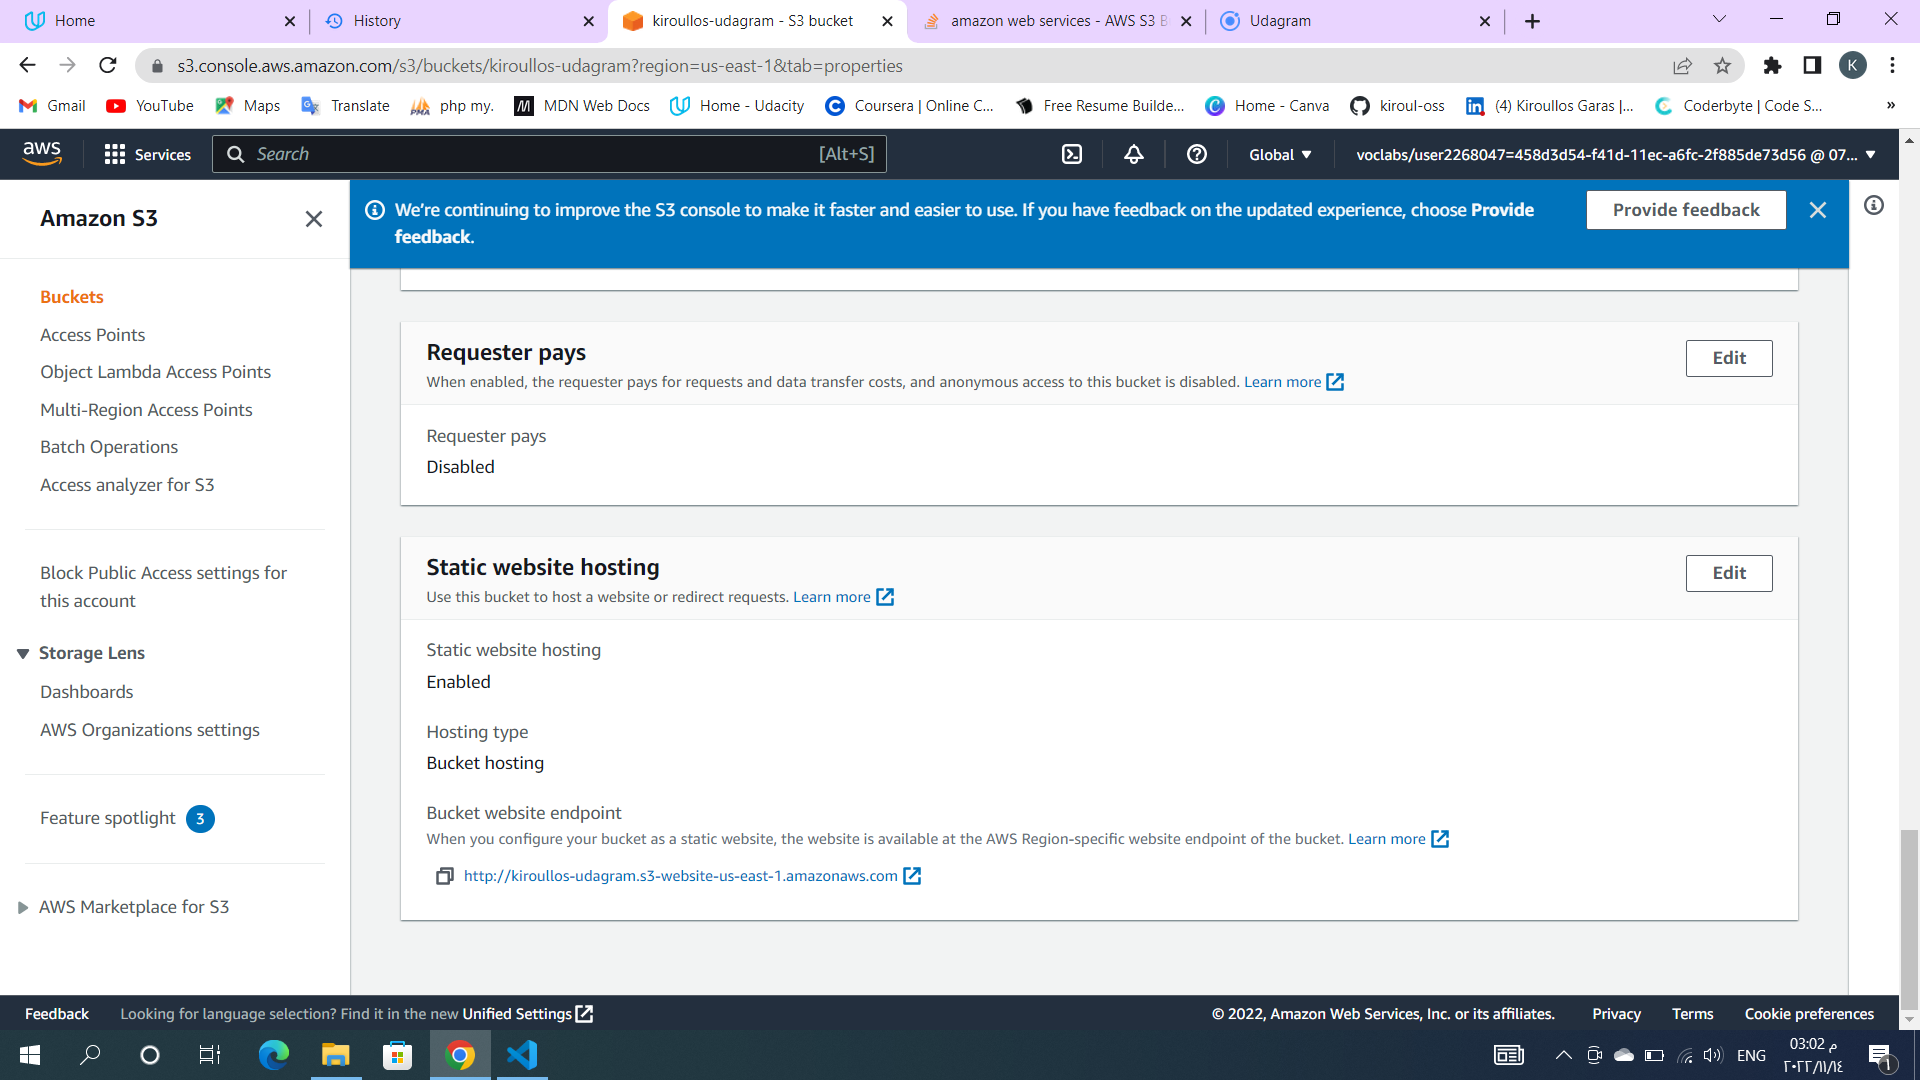 Home
History
kiroullos-udagram - S3 bucket
amazon web services - AWS S3 B
Udagram
s3.console.aws.amazon.com/s3/buckets/kiroullos-udagram?region=us-east-1&tab=properties
K
Gmail
YouTube
Maps
Translate
php my.
MDN Web Docs
Home - Udacity
Coursera | Online C...
Free Resume Builde...
Home - Canva
kiroul-oss
(4) Kiroullos Garas |...
Coderbyte | Code S...
»
aws
Services
Search
[Alt+S]
Global
voclabs/user2268047=458d3d54-f41d-11ec-a6fc-2f885de73d56 @ 07...
Amazon S3
We're continuing to improve the S3 console to make it faster and easier to use. If you have feedback on the updated experience, choose Provide
feedback.
Provide feedback
Buckets
Access Points
Object Lambda Access Points
Multi-Region Access Points
Batch Operations
Access analyzer for S3
Block Public Access settings for
this account
Storage Lens
Dashboards
AWS Organizations settings
Feature spotlight 3
AWS Marketplace for S3
Requester pays
Edit
When enabled, the requester pays for requests and data transfer costs, and anonymous access to this bucket is disabled. Learn more
Requester pays
Disabled
Static website hosting
Edit
Use this bucket to host a website or redirect requests. Learn more
Static website hosting
Enabled
Hosting type
Bucket hosting
Bucket website endpoint
When you configure your bucket as a static website, the website is available at the AWS Region-specific website endpoint of the bucket. Learn more
http://kiroullos-udagram.s3-website-us-east-1.amazonaws.com
Feedback
Looking for language selection? Find it in the new Unified Settings
© 2022, Amazon Web Services, Inc. or its affiliates.
Privacy
Terms
Cookie preferences
ENG
03:02 م
٢٠٢٢/١١/١٤
١